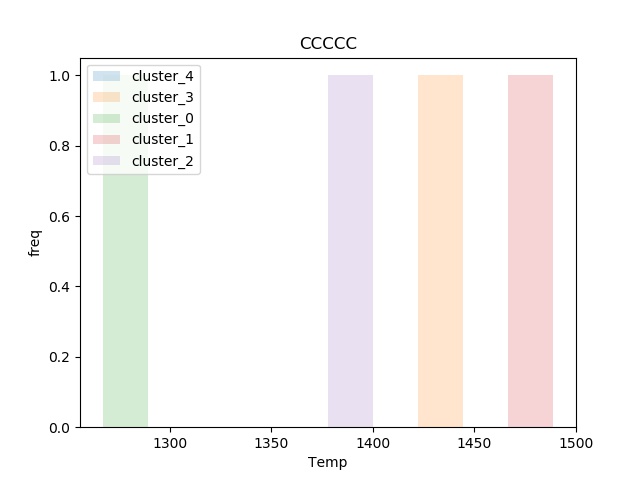 CCCCC
cluster_4
cluster_3
cluster_0
cluster_1
cluster_2
1.0
0.8
0.6
0.4
0.2
0.0
freq
1300 1350 1400 1450 1500
Temp